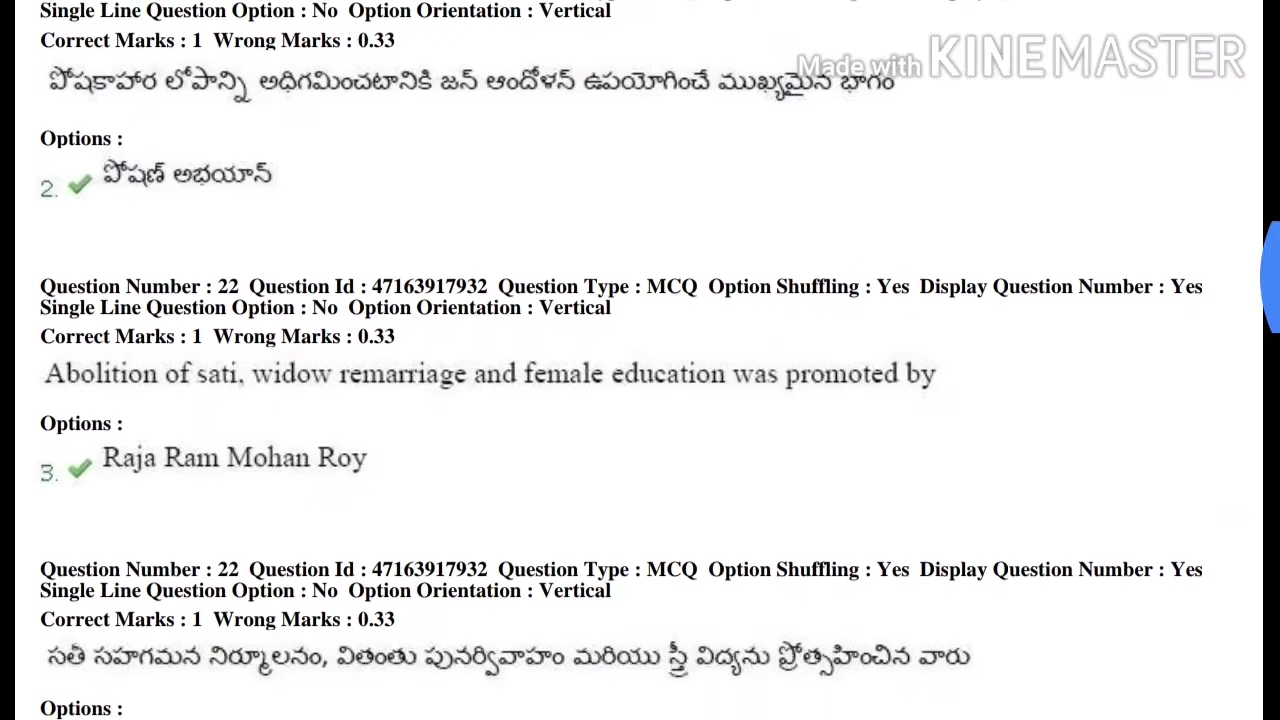 Single Line Question Option : No Option Orientation : Vertical
Correct Marks : 1 Wrong Marks : 0.33
Made with KINEMASTER
పోషకాహార లోపాన్ని అధిగమించటానికి జన్ ఆందోళన్ ఉపయోగించే ముఖ్యమైన భాగం
Options :
2. ✔ పోషణ్ అభయాన్
Question Number : 22 Question Id : 47163917932 Question Type : MCQ Option Shuffling : Yes Display Question Number : Yes
Single Line Question Option : No Option Orientation : Vertical
Correct Marks : 1 Wrong Marks : 0.33
Abolition of sati, widow remarriage and female education was promoted by
Options :
3. ✔ Raja Ram Mohan Roy
Question Number : 22 Question Id : 47163917932 Question Type : MCQ Option Shuffling : Yes Display Question Number : Yes
Single Line Question Option : No Option Orientation : Vertical
Correct Marks : 1 Wrong Marks : 0.33
సతీ సహగమన నిర్మూలనం, వితంతు పునర్వివాహం మరియు స్త్రీ విద్యను ప్రోత్సహించిన వారు
Options :